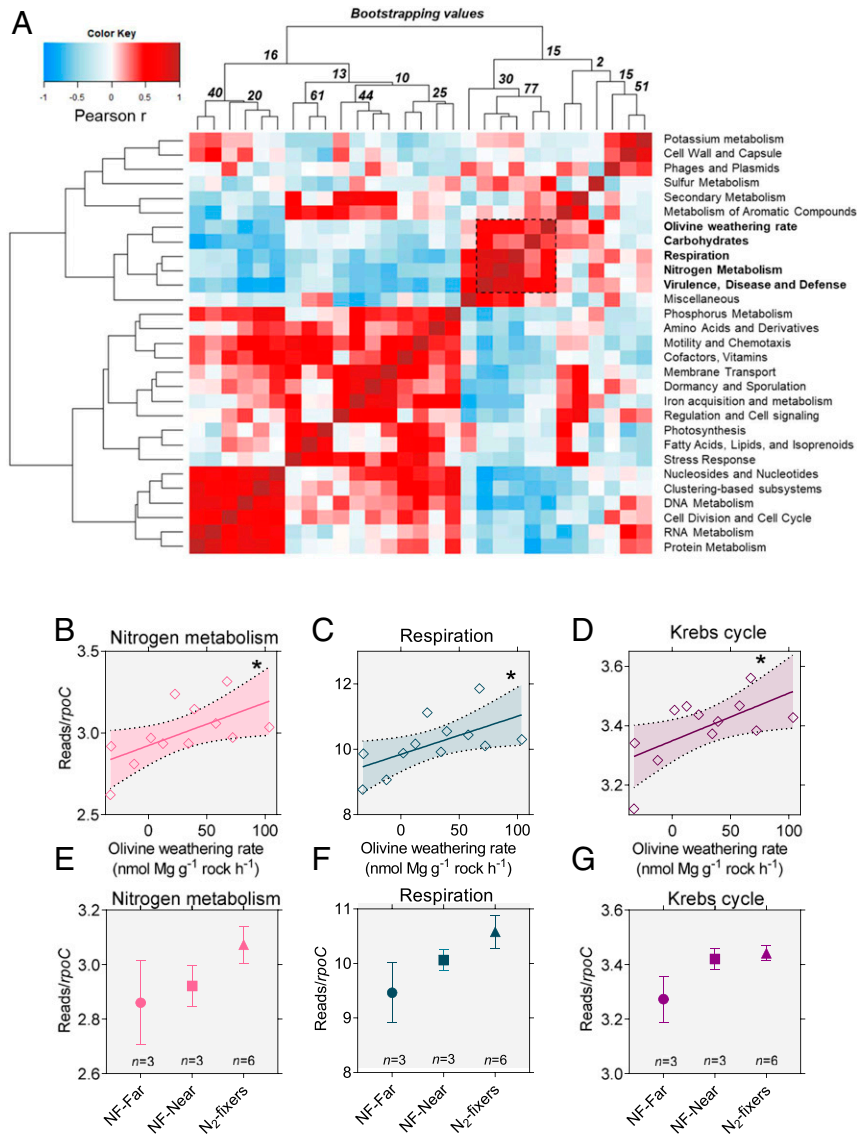 A
Bootstrapping values
Color Key
-1 -0.5 0 0.5 1
Pearson r
16
15
40
20
13
61
44
10
25
30
77
2
15
51
Potassium metabolism
Cell Wall and Capsule
Phages and Plasmids
Sulfur Metabolism
Secondary Metabolism
Metabolism of Aromatic Compounds
Olivine weathering rate
Carbohydrates
Respiration
Nitrogen Metabolism
Virulence, Disease and Defense
Miscellaneous
Phosphorus Metabolism
Amino Acids and Derivatives
Motility and Chemotaxis
Cofactors, Vitamins
Membrane Transport
Dormancy and Sporulation
Iron acquisition and metabolism
Regulation and Cell signaling
Photosynthesis
Fatty Acids, Lipids, and Isoprenoids
Stress Response
Nucleosides and Nucleotides
Clustering-based subsystems
DNA Metabolism
Cell Division and Cell Cycle
RNA Metabolism
Protein Metabolism
B
Nitrogen metabolism
3.5
3.0
2.5
Reads/rpoC
*
0 50 100
Olivine weathering rate
(nmol Mg g⁻¹ rock h⁻¹)
C
Respiration
12
10
8
*
0 50 100
Olivine weathering rate
(nmol Mg g⁻¹ rock h⁻¹)
D
Krebs cycle
3.6
3.4
3.2
*
0 50 100
Olivine weathering rate
(nmol Mg g⁻¹ rock h⁻¹)
E
Nitrogen metabolism
3.2
3.0
2.8
2.6
Reads/rpoC
n=3 n=3 n=6
NF-Far NF-Near N₂-fixers
F
Respiration
11
10
9
8
Reads/rpoC
n=3 n=3 n=6
NF-Far NF-Near N₂-fixers
G
Krebs cycle
3.6
3.4
3.2
3.0
Reads/rpoC
n=3 n=3 n=6
NF-Far NF-Near N₂-fixers